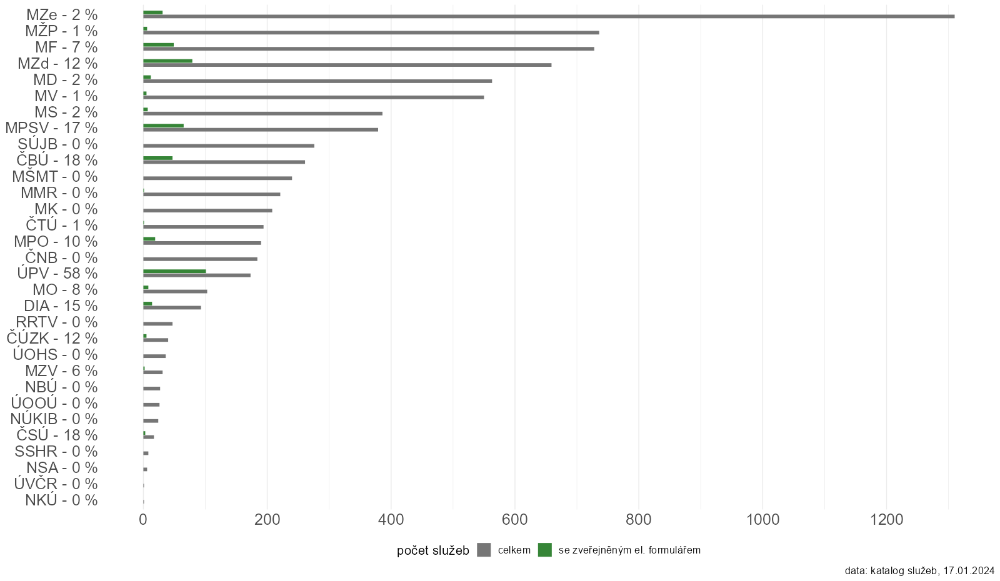 MZe - 2 %
MŽP - 1 %
MF - 7 %
MZd - 12 %
MD - 2 %
MV - 1 %
MS - 2 %
MPSV - 17 %
SÚJB - 0 %
ČBÚ - 18 %
MŠMT - 0 %
MMR - 0 %
MK - 0 %
ČTÚ - 1 %
MPO - 10 %
ČNB - 0 %
ÚPV - 58 %
MO - 8 %
DIA - 15 %
RRTV - 0 %
ČÚZK - 12 %
ÚOHS - 0 %
MZV - 6 %
NBÚ - 0 %
ÚOOÚ - 0 %
NÚKIB - 0 %
ČSÚ - 18 %
SSHR - 0 %
NSA - 0 %
ÚVČR - 0 %
NKÚ - 0 %
0 200 400 600 800 1000 1200
počet služeb celkem se zveřejněným el. formulářem
data: katalog služeb, 17.01.2024